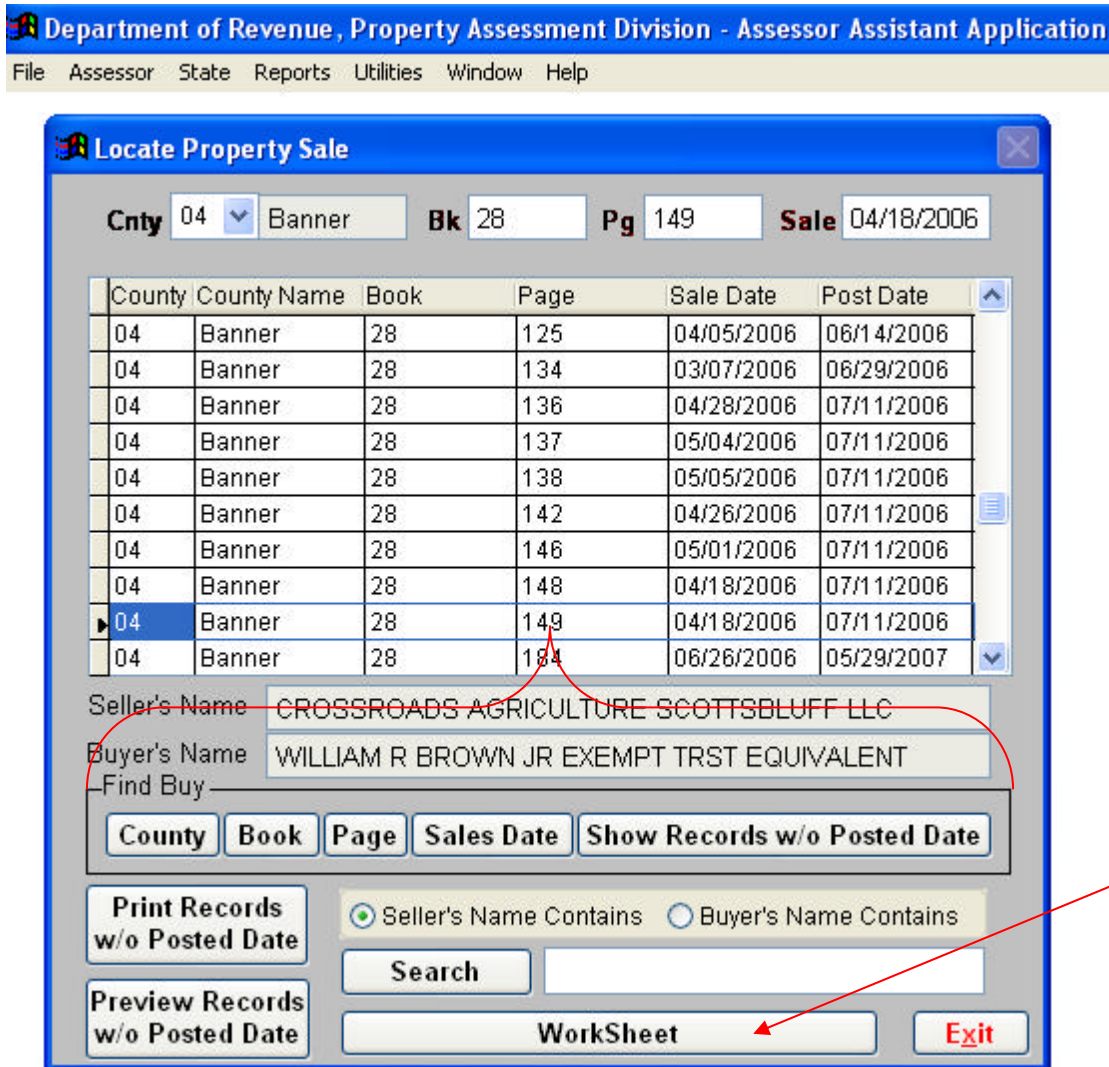 Department of Revenue, Property Assessment Division - Assessor Assistant Application
File Assessor State Reports Utilities Window Help
Locate Property Sale
Cnty 04 Banner Bk 28 Pg 149 Sale 04/18/2006
County County Name Book Page Sale Date Post Date
04 Banner 28 125 04/05/2006 06/14/2006
04 Banner 28 134 03/07/2006 06/29/2006
04 Banner 28 136 04/28/2006 07/11/2006
04 Banner 28 137 05/04/2006 07/11/2006
04 Banner 28 138 05/05/2006 07/11/2006
04 Banner 28 142 04/26/2006 07/11/2006
04 Banner 28 146 05/01/2006 07/11/2006
04 Banner 28 148 04/18/2006 07/11/2006
04 Banner 28 149 04/18/2006 07/11/2006
04 Banner 28 184 06/26/2006 05/29/2007
Seller's Name CROSSROADS AGRICULTURE SCOTTSBLUFF LLC
Buyer's Name WILLIAM R BROWN JR EXEMPT TRST EQUIVALENT
Find Buy
County Book Page Sales Date Show Records w/o Posted Date
Print Records
w/o Posted Date
Seller's Name Contains Buyer's Name Contains
Search
Preview Records
w/o Posted Date
WorkSheet Exit